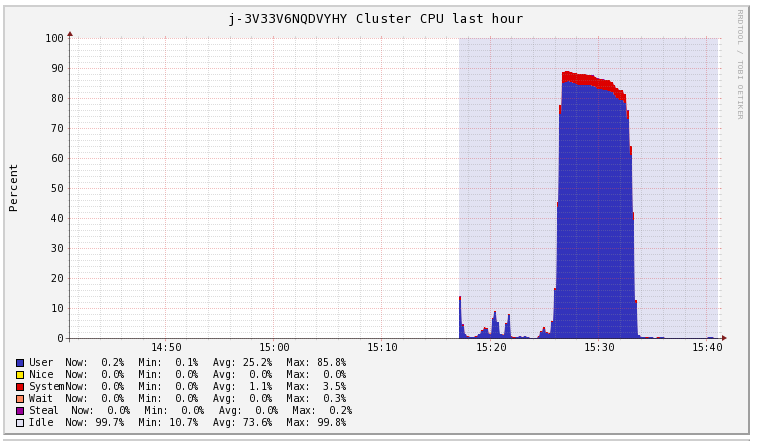 j-3V33V6NQDVYHY Cluster CPU last hour
RRDTOOL / TOBI OETIKER
Percent
100
90
80
70
60
50
40
30
20
10
0
14:50 15:00 15:10 15:20 15:30 15:40
User Now: 0.2% Min: 0.1% Avg: 25.2% Max: 85.8%
Nice Now: 0.0% Min: 0.0% Avg: 0.0% Max: 0.0%
System Now: 0.0% Min: 0.0% Avg: 1.1% Max: 3.5%
Wait Now: 0.0% Min: 0.0% Avg: 0.0% Max: 0.3%
Steal Now: 0.0% Min: 0.0% Avg: 0.0% Max: 0.2%
Idle Now: 99.7% Min: 10.7% Avg: 73.6% Max: 99.8%